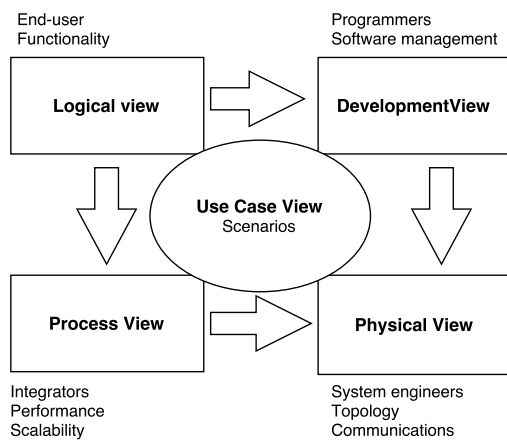 End-user
Functionality
Programmers
Software management
Logical view
DevelopmentView
Use Case View
Scenarios
Process View
Physical View
Integrators
Performance
Scalability
System engineers
Topology
Communications